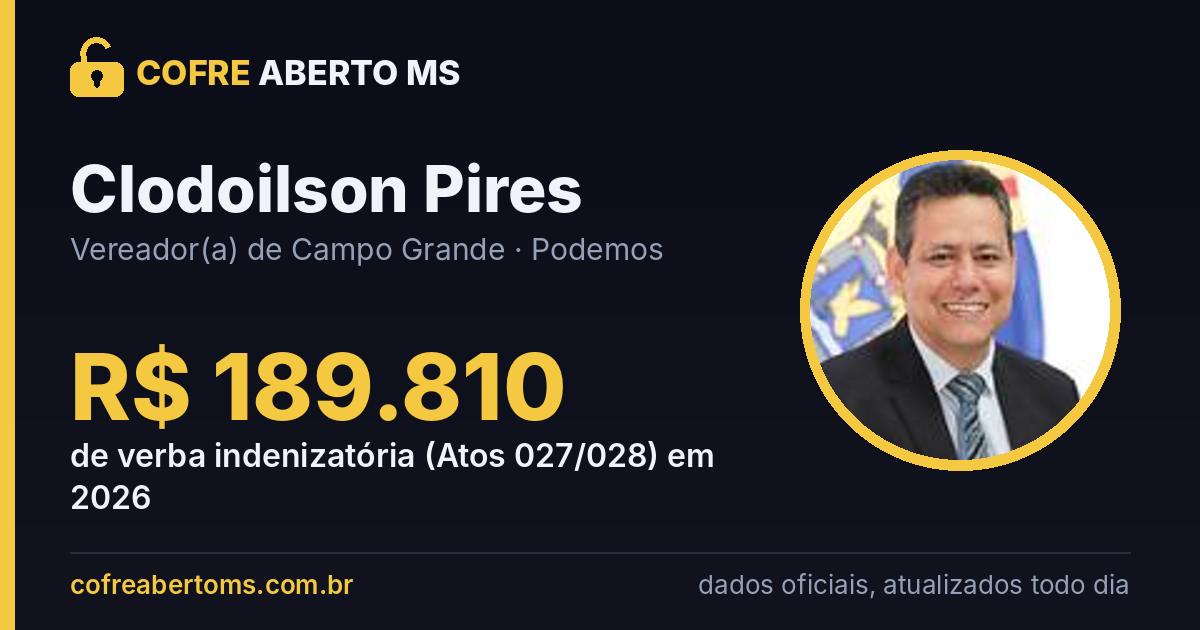 COFRE ABERTO MS
Clodoilson Pires
Vereador(a) de Campo Grande · Podemos
R$ 189.810
de verba indenizatória (Atos 027/028) em
2026
cofreabertoms.com.br
dados oficiais, atualizados todo dia